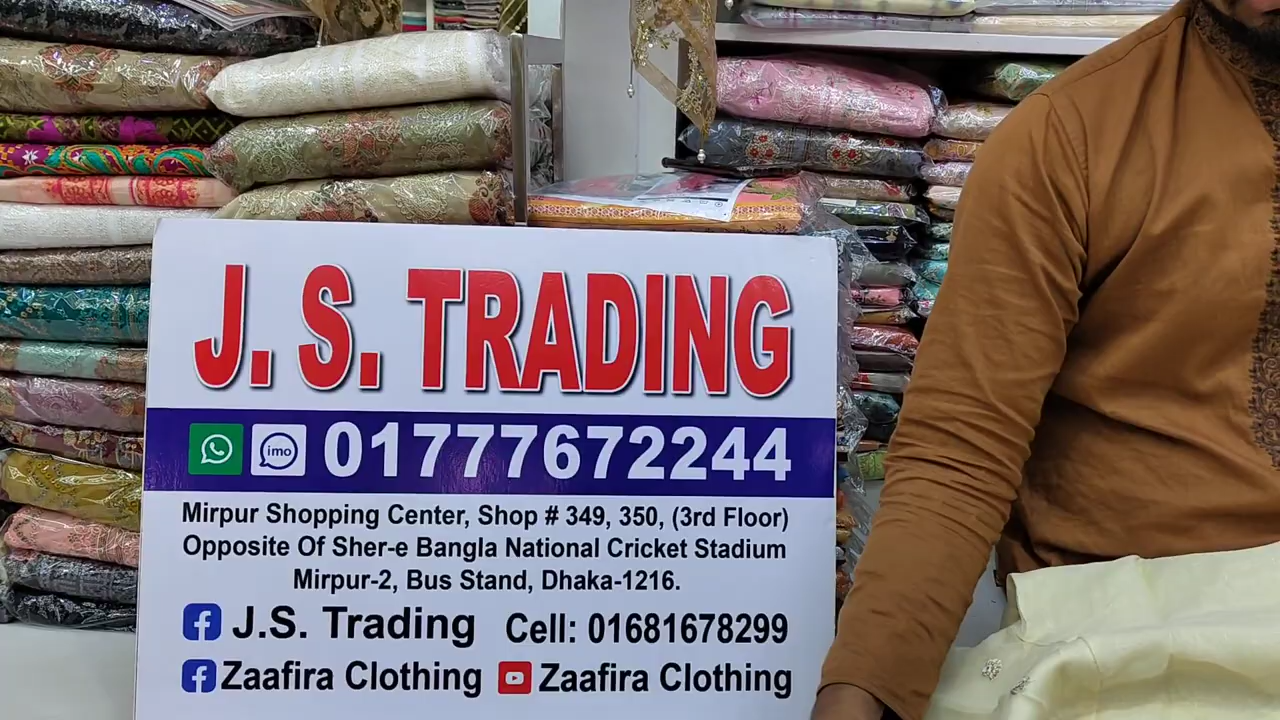 J. S. TRADING
imo 01777672244
Mirpur Shopping Center, Shop # 349, 350, (3rd Floor)
Opposite Of Sher-e Bangla National Cricket Stadium
Mirpur-2, Bus Stand, Dhaka-1216.
J.S. Trading Cell: 01681678299
Zaafira Clothing Zaafira Clothing